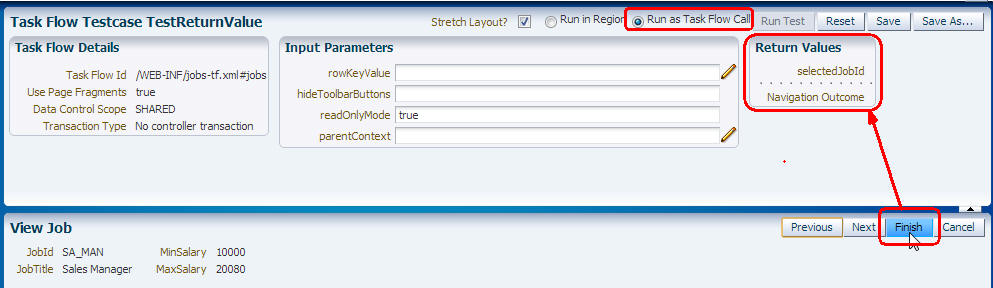 Task Flow Testcase TestReturnValue Stretch Layout? Run in Region Run as Task Flow Call Run Test Reset Save Save As...
Task Flow Details Input Parameters Return Values
Task Flow Id /WEB-INF/jobs-tf.xml#jobs rowKeyValue selectedJobId
Use Page Fragments true hideToolbarButtons Navigation Outcome
Data Control Scope SHARED readOnlyMode true
Transaction Type No controller transaction parentContext
View Job Previous Next Finish Cancel
JobId SA_MAN MinSalary 10000
JobTitle Sales Manager MaxSalary 20080